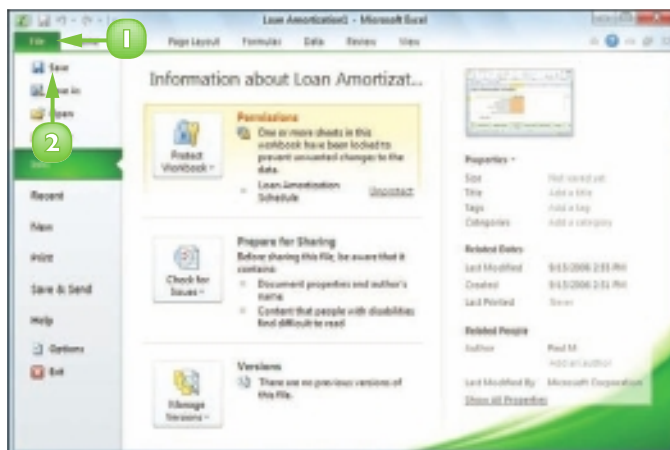 Loan Amortization1 - Microsoft Excel
File
1
Page Layout Formulas Data Review View
Save
Open
2
Information about Loan Amortizat...
Permissions
One or more sheets in this
workbook have been locked to
prevent unwanted changes to the
data.
Loan Amortization
Schedule
Unprotect
Protect
Workbook
Recent
New
Print
Save & Send
Help
Options
Exit
Check for
Issues
Prepare for Sharing
Before sharing this file, be aware that it
contains:
Document properties and author's
name
Content that people with disabilities
find difficult to read
Manage
Versions
Versions
There are no previous versions of
this file.
Properties
Size Not saved yet
Title Add a title
Tags Add a tag
Categories Add a category
Related Dates
Last Modified
Created
Last Printed Never
Related People
Author Paul M
Add an author
Last Modified By Microsoft Corporation
Show All Properties